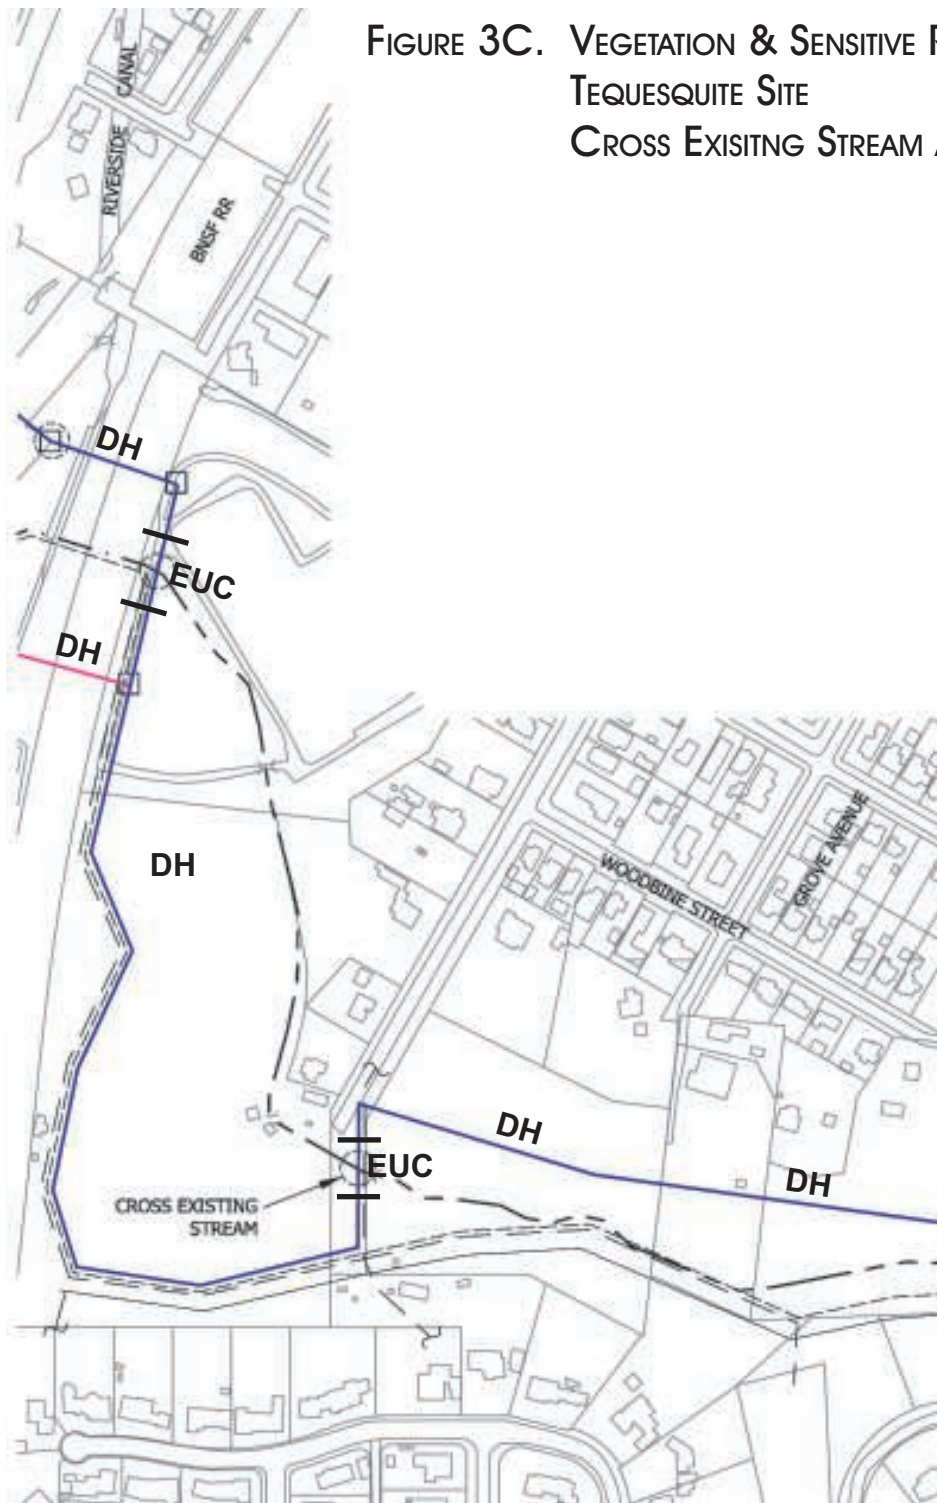 FIGURE 3C. VEGETATION & SENSITIVE
TEQUESQUITE SITE
CROSS EXISITNG STREAM
RIVERSIDE CANAL
BNSF RR
DH
EUC
DH
DH
WOODBINE STREET
GROVE AVENUE
DH
EUC
DH
CROSS EXISTING
STREAM